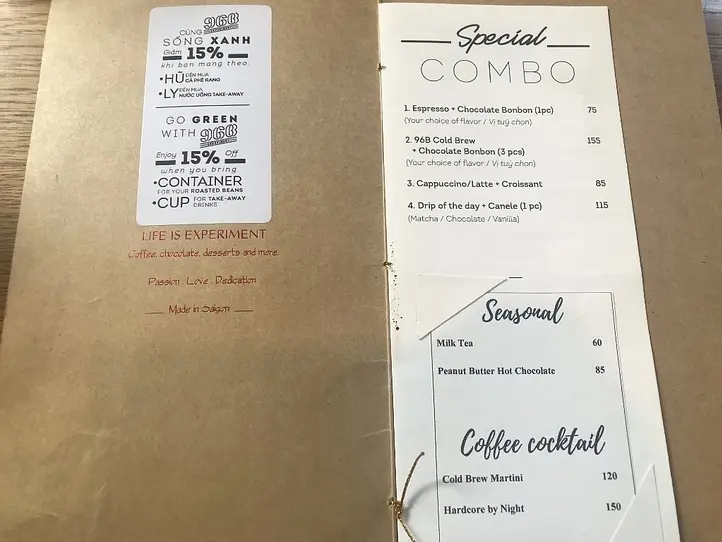 CÙNG 96B
SỐNG XANH
Giảm 15%
khi bạn mang theo
•HŨ ĐẾN MUA CÀ PHÊ RANG
•LY ĐẾN MUA NƯỚC UỐNG TAKE-AWAY
GO GREEN
WITH 96B
Enjoy 15% Off
when you bring
•CONTAINER
FOR YOUR ROASTED BEANS
•CUP FOR TAKE-AWAY DRINKS
LIFE IS EXPERIMENT
Coffee, chocolate, desserts and more.
Passion . Love . Dedication
Made in Saigon
Special
COMBO
1. Espresso + Chocolate Bonbon (1pc) 75
(Your choice of flavor / Vị tuỳ chọn)
2. 96B Cold Brew 155
+ Chocolate Bonbon (3 pcs)
(Your choice of flavor / Vị tuỳ chọn)
3. Cappuccino/Latte + Croissant 85
4. Drip of the day + Canele (1 pc) 115
(Matcha / Chocolate / Vanilla)
Seasonal
Milk Tea 60
Peanut Butter Hot Chocolate 85
Coffee cocktail
Cold Brew Martini 120
Hardcore by Night 150